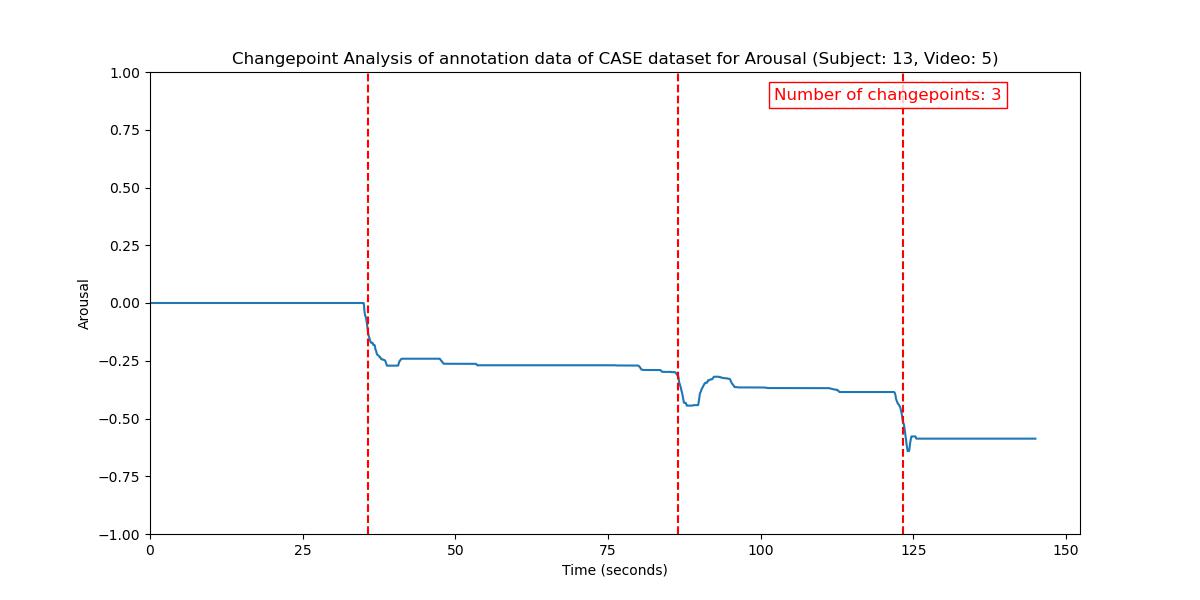 Changepoint Analysis of annotation data of CASE dataset for Arousal (Subject: 13, Video: 5)
Number of changepoints: 3
1.00
0.75
0.50
0.25
0.00
−0.25
−0.50
−0.75
−1.00
Arousal
0 25 50 75 100 125 150
Time (seconds)